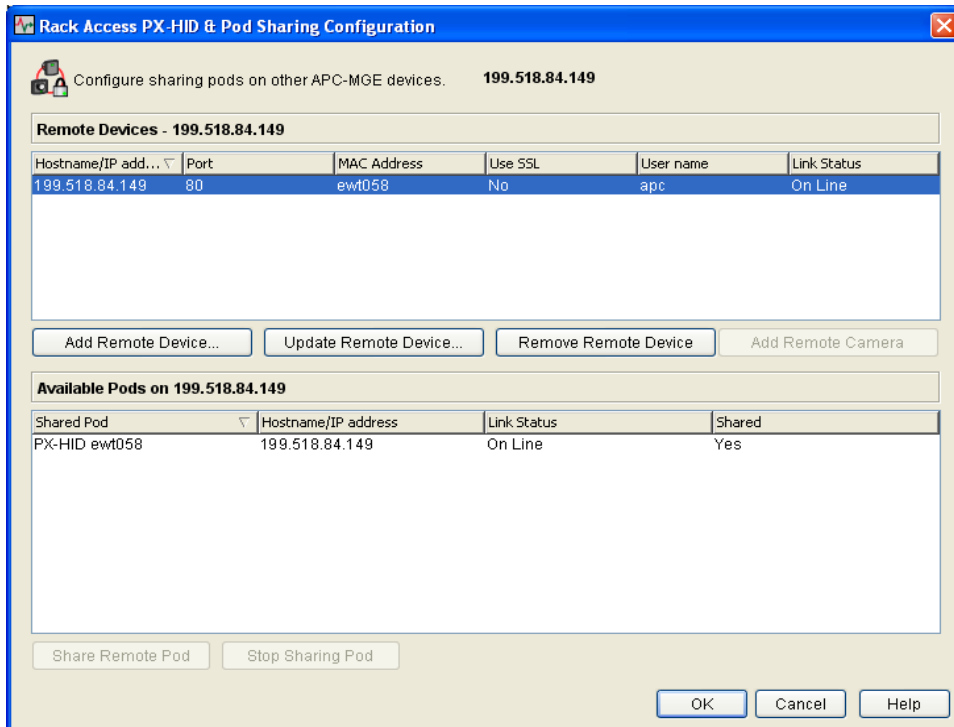 Rack Access PX-HID & Pod Sharing Configuration
Configure sharing pods on other APC-MGE devices. 199.518.84.149
Remote Devices - 199.518.84.149
Hostname/IP add... Port MAC Address Use SSL User name Link Status
199.518.84.149 80 ewt058 No apc On Line
Add Remote Device... Update Remote Device... Remove Remote Device Add Remote Camera
Available Pods on 199.518.84.149
Shared Pod Hostname/IP address Link Status Shared
PX-HID ewt058 199.518.84.149 On Line Yes
Share Remote Pod Stop Sharing Pod
OK Cancel Help